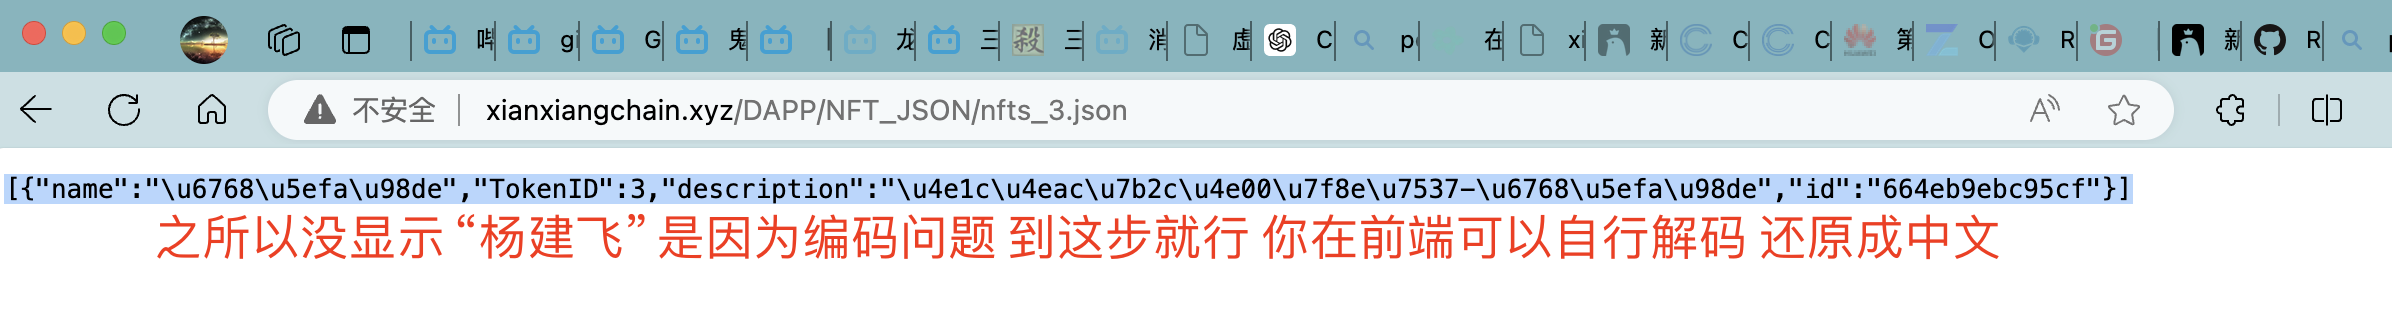 哔 gi G 鬼 龙 三 三 消 虚 C 在 xi 新 C C 第 O R 新 R
不安全 xianxiangchain.xyz/DAPP/NFT_JSON/nfts_3.json
[{"name":"\u6768\u5efa\u98de","TokenID":3,"description":"\u4e1c\u4eac\u7b2c\u4e00\u7f8e\u7537-\u6768\u5efa\u98de","id":"664eb9ebc95cf"}]
之所以没显示 “杨建飞” 是因为编码问题 到这步就行 你在前端可以自行解码 还原成中文